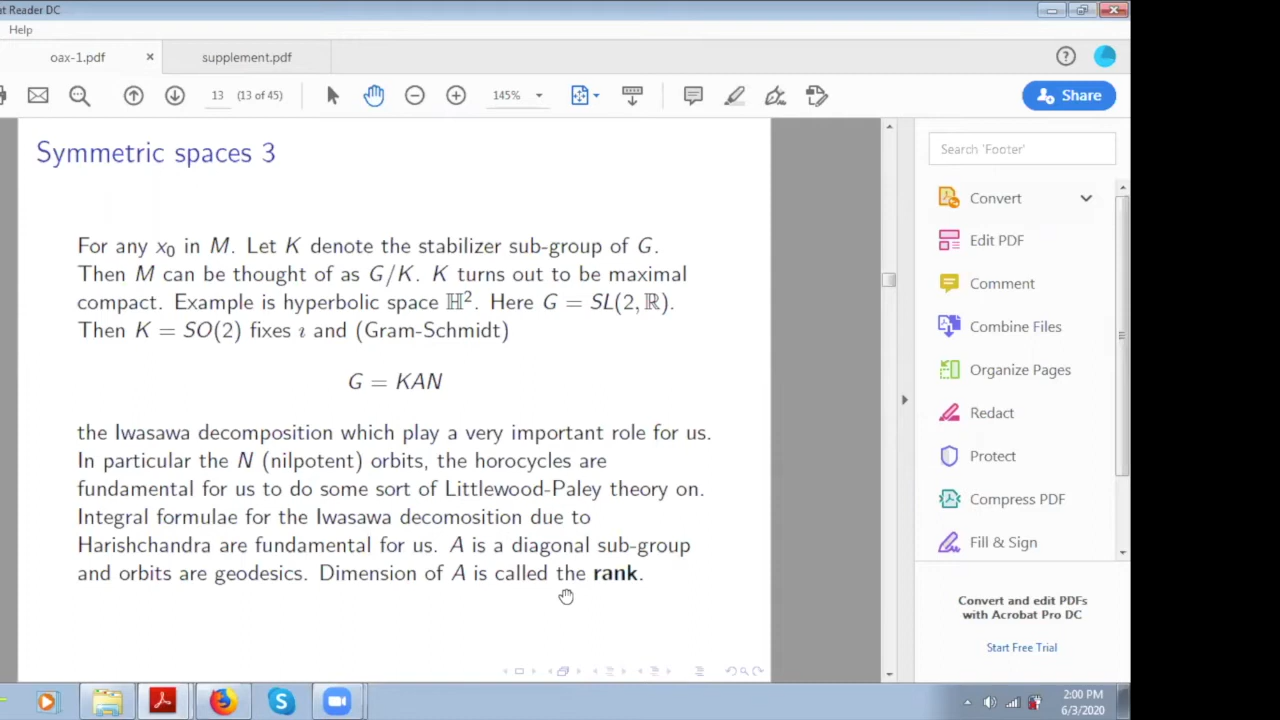 at Reader DC
Help
oax-1.pdf
supplement.pdf
13 (13 of 45)
145%
Share
Symmetric spaces 3
For any x₀ in M. Let K denote the stabilizer sub-group of G.
Then M can be thought of as G/K. K turns out to be maximal
compact. Example is hyperbolic space ℍ². Here G = SL(2, ℝ).
Then K = SO(2) fixes ı and (Gram-Schmidt)
G = KAN
the Iwasawa decomposition which play a very important role for us.
In particular the N (nilpotent) orbits, the horocycles are
fundamental for us to do some sort of Littlewood-Paley theory on.
Integral formulae for the Iwasawa decomosition due to
Harishchandra are fundamental for us. A is a diagonal sub-group
and orbits are geodesics. Dimension of A is called the rank.
Search 'Footer'
Convert
Edit PDF
Comment
Combine Files
Organize Pages
Redact
Protect
Compress PDF
Fill & Sign
Convert and edit PDFs
with Acrobat Pro DC
Start Free Trial
2:00 PM
6/3/2020